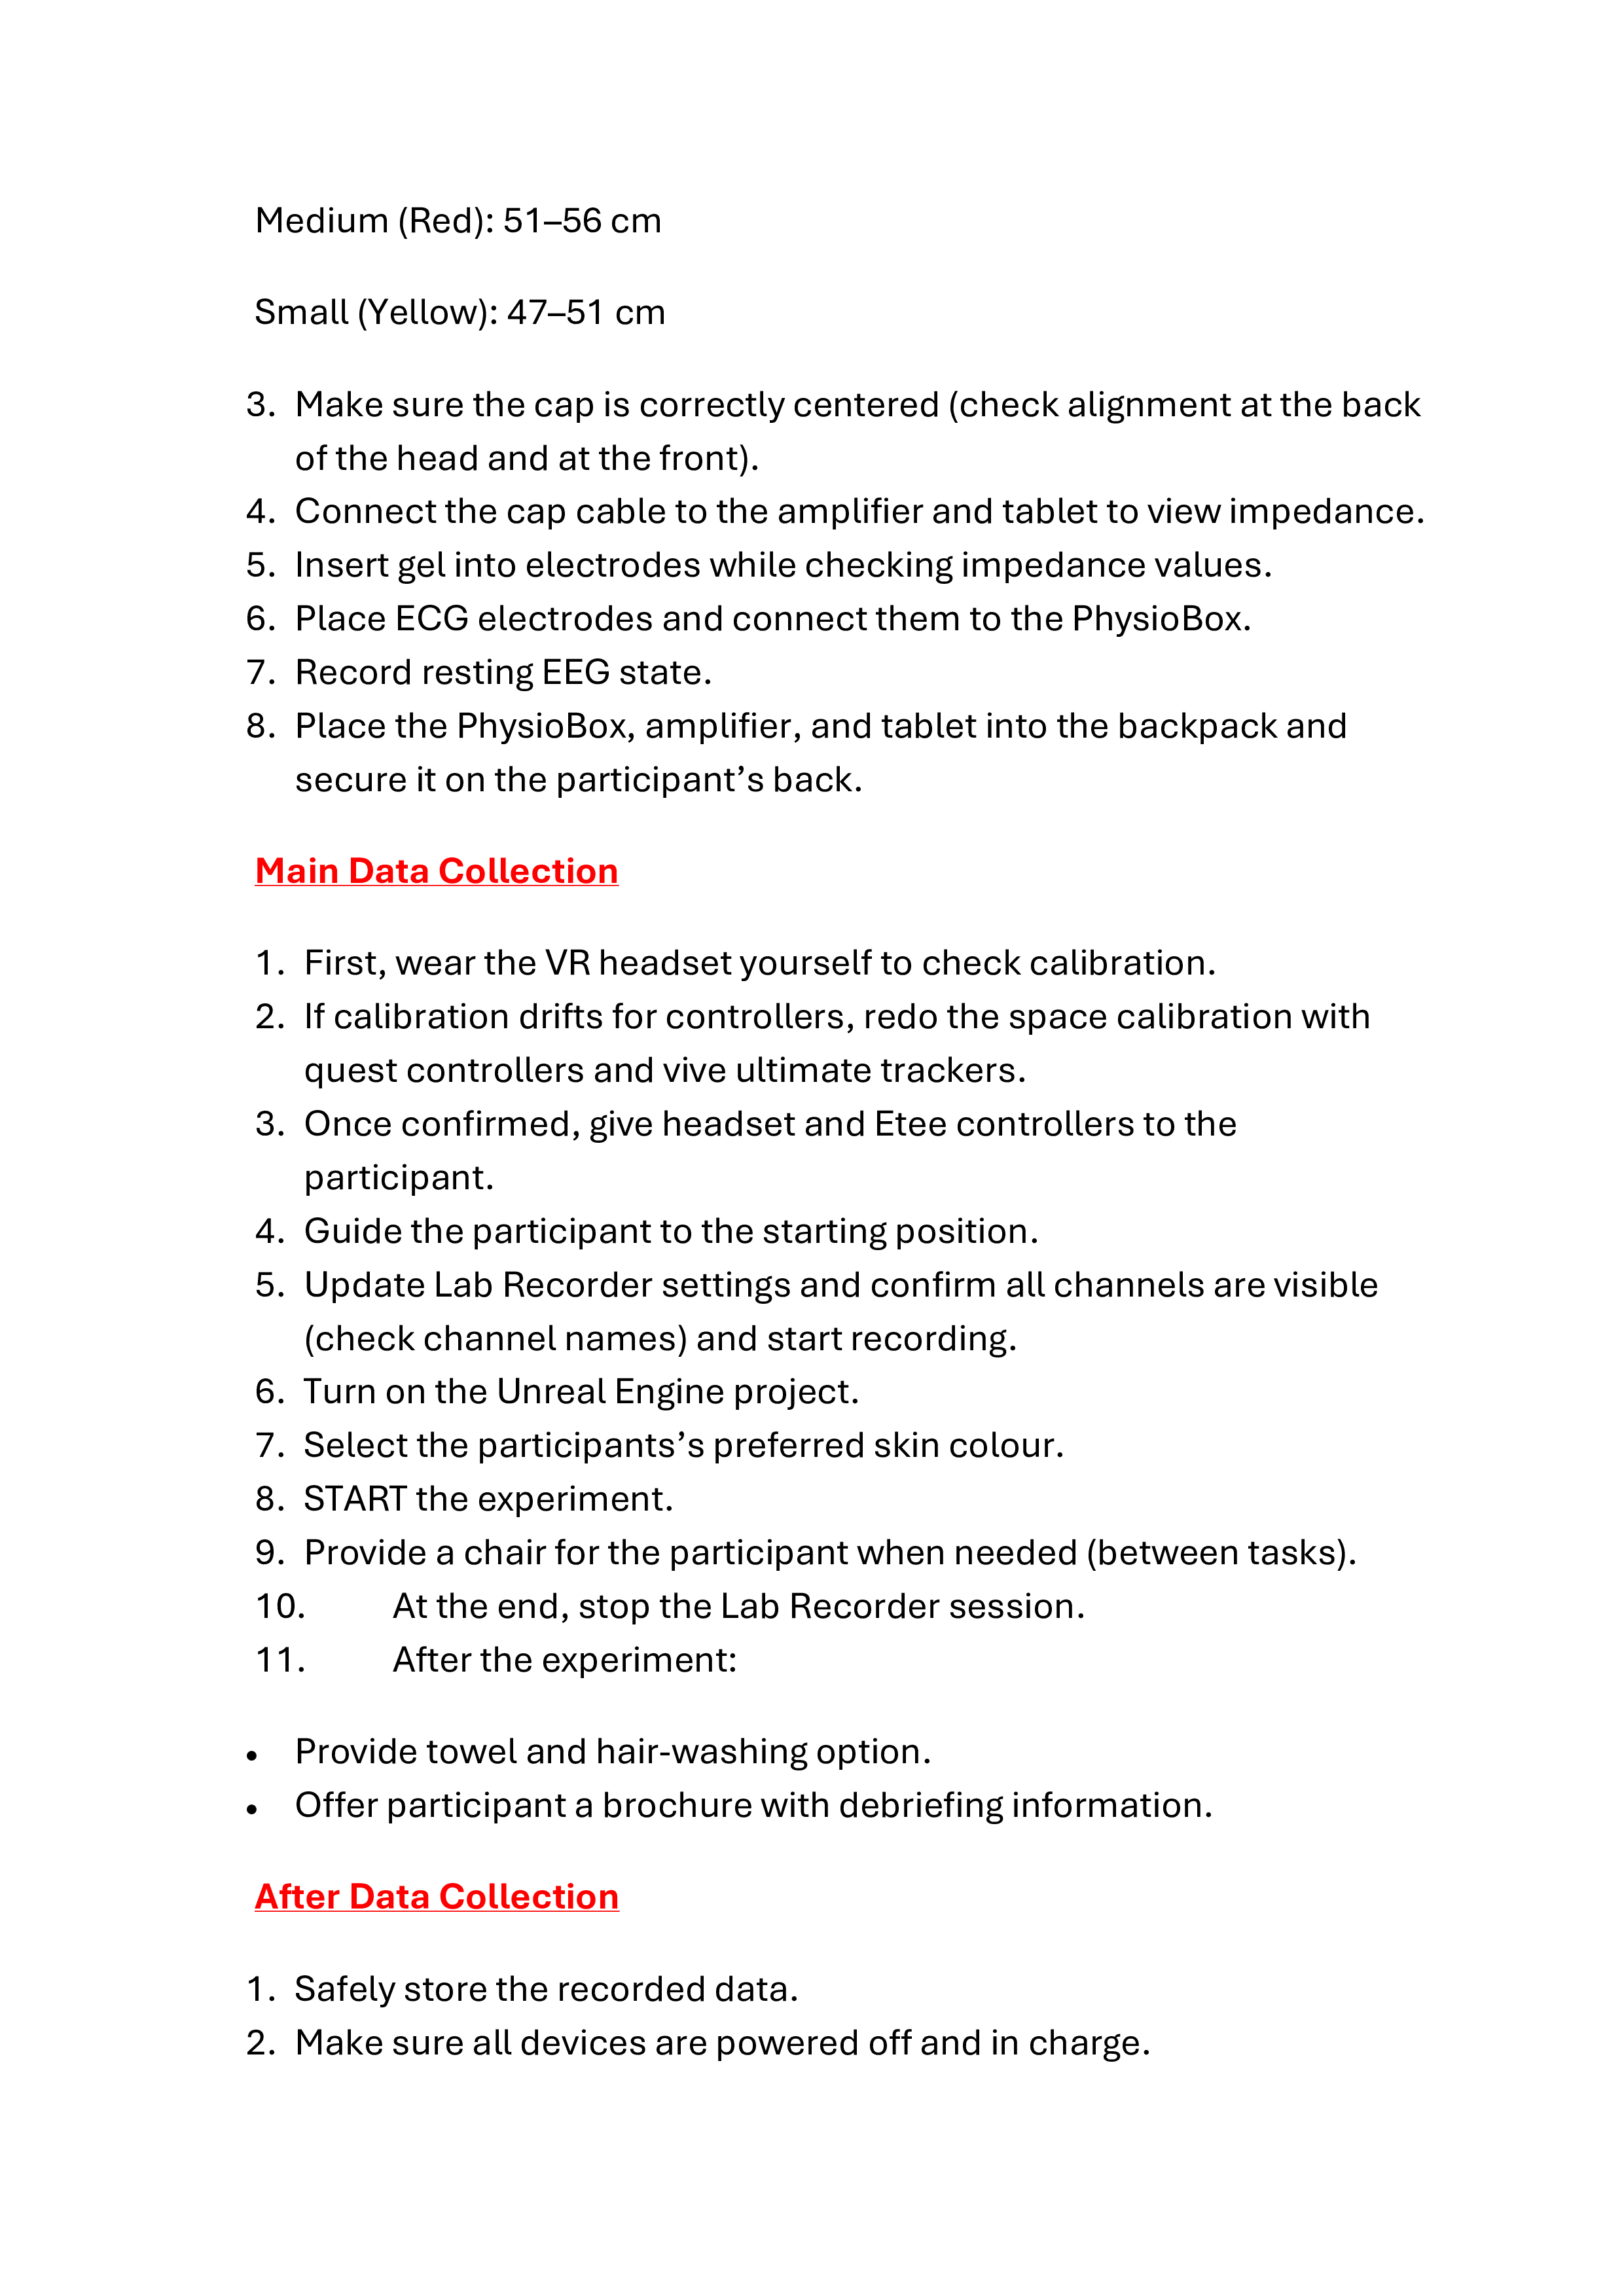 Medium (Red): 51–56 cm
Small (Yellow): 47–51 cm
3. Make sure the cap is correctly centered (check alignment at the back
of the head and at the front).
4. Connect the cap cable to the amplifier and tablet to view impedance.
5. Insert gel into electrodes while checking impedance values.
6. Place ECG electrodes and connect them to the PhysioBox.
7. Record resting EEG state.
8. Place the PhysioBox, amplifier, and tablet into the backpack and
secure it on the participant’s back.
Main Data Collection
1. First, wear the VR headset yourself to check calibration.
2. If calibration drifts for controllers, redo the space calibration with
quest controllers and vive ultimate trackers.
3. Once confirmed, give headset and Etee controllers to the
participant.
4. Guide the participant to the starting position.
5. Update Lab Recorder settings and confirm all channels are visible
(check channel names) and start recording.
6. Turn on the Unreal Engine project.
7. Select the participants’s preferred skin colour.
8. START the experiment.
9. Provide a chair for the participant when needed (between tasks).
10. At the end, stop the Lab Recorder session.
11. After the experiment:
• Provide towel and hair-washing option.
• Offer participant a brochure with debriefing information.
After Data Collection
1. Safely store the recorded data.
2. Make sure all devices are powered off and in charge.